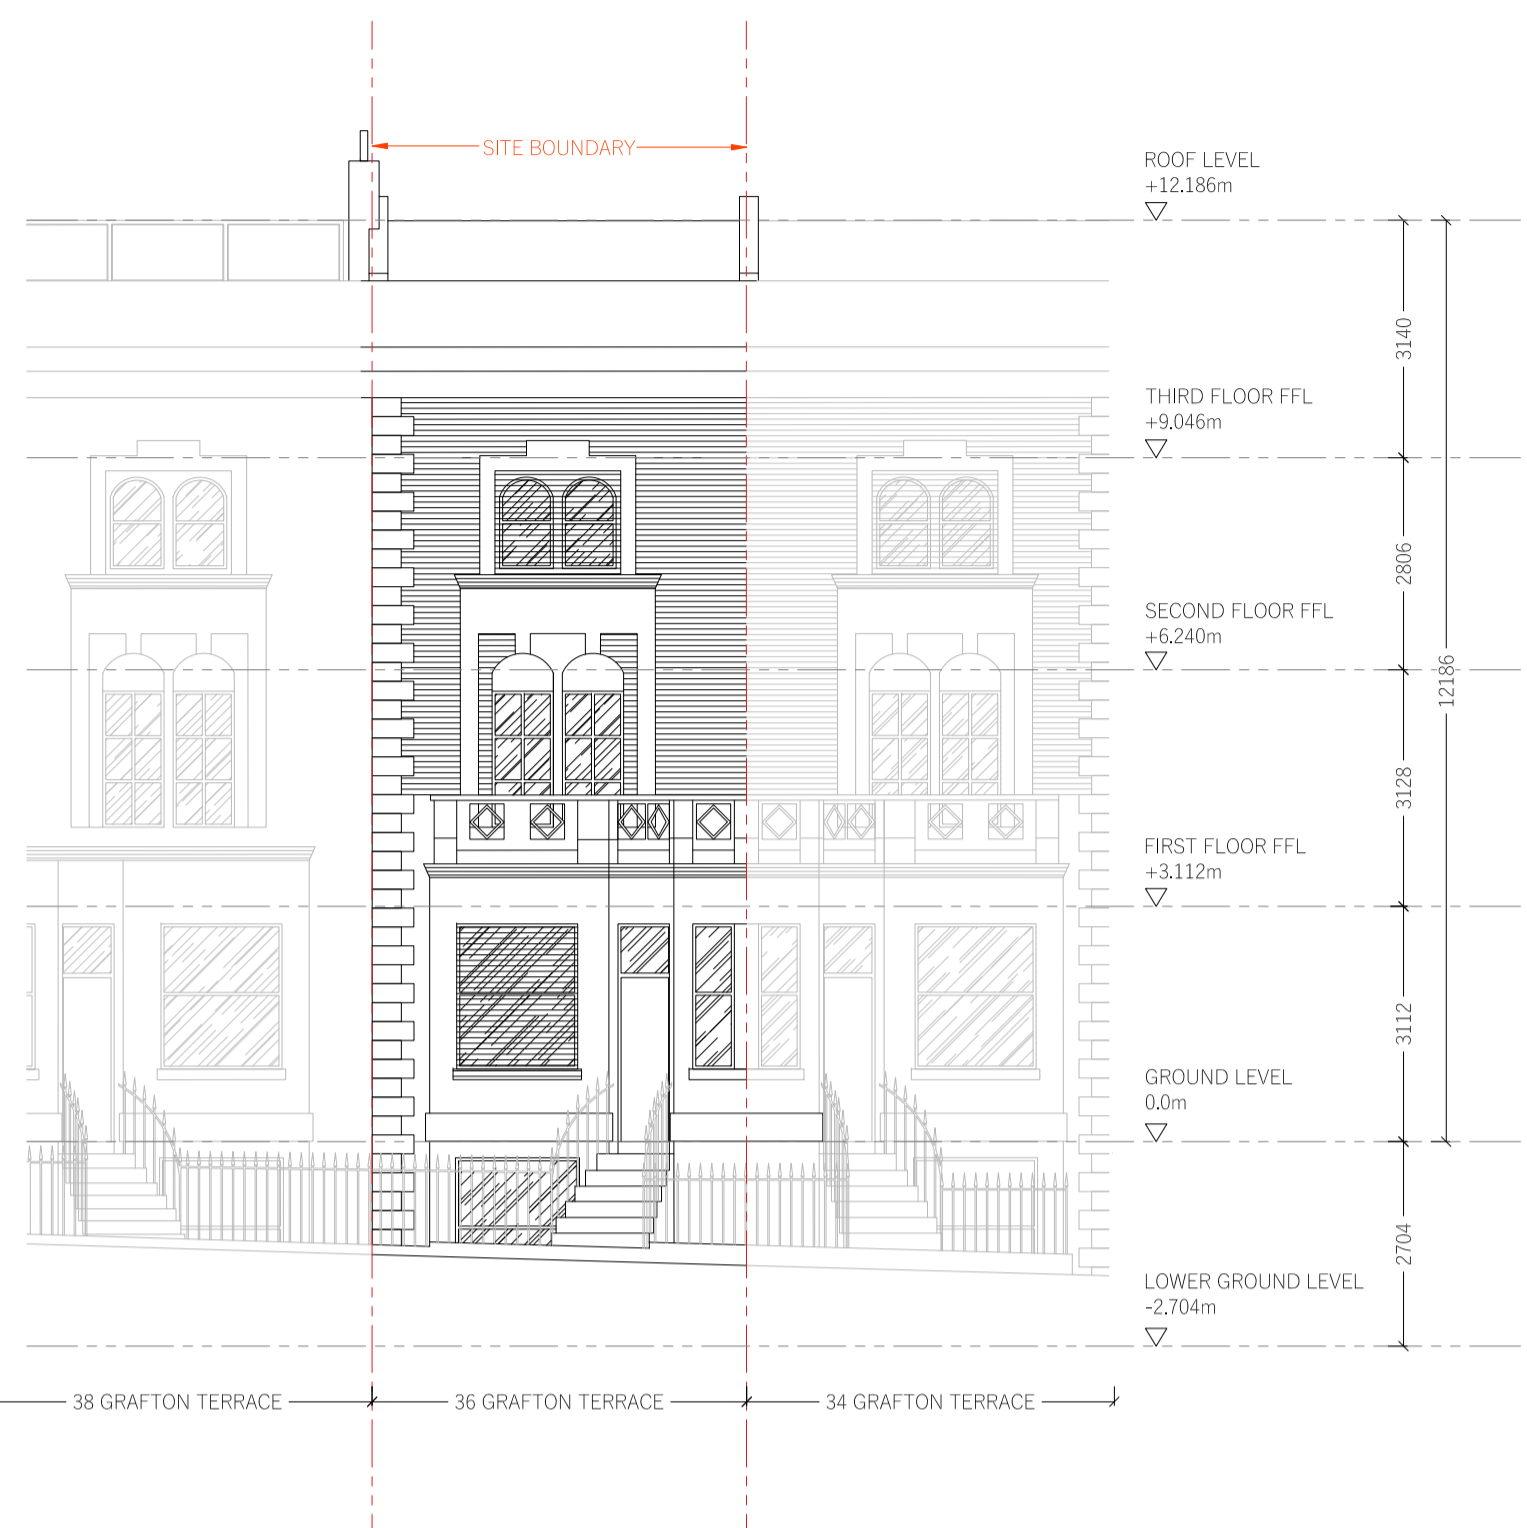 SITE BOUNDARY
ROOF LEVEL
+12.186m
3140
THIRD FLOOR FFL
+9.046m
2806
SECOND FLOOR FFL
+6.240m
12186
3128
FIRST FLOOR FFL
+3.112m
3112
GROUND LEVEL
0.0m
2704
LOWER GROUND LEVEL
-2.704m
38 GRAFTON TERRACE
36 GRAFTON TERRACE
34 GRAFTON TERRACE